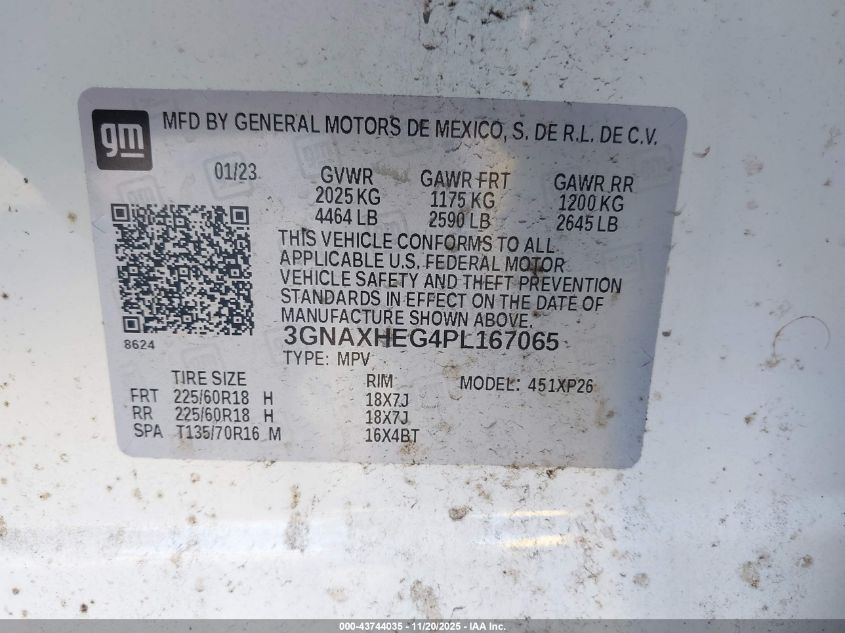 gm
MFD BY GENERAL MOTORS DE MEXICO, S. DE R.L. DE C.V.
01/23 GVWR GAWR FRT GAWR RR
2025 KG 1175 KG 1200 KG
4464 LB 2590 LB 2645 LB
THIS VEHICLE CONFORMS TO ALL
APPLICABLE U.S. FEDERAL MOTOR
VEHICLE SAFETY AND THEFT PREVENTION
STANDARDS IN EFFECT ON THE DATE OF
MANUFACTURE SHOWN ABOVE.
8624
3GNAXHEG4PL167065
TYPE: MPV
TIRE SIZE RIM MODEL: 451XP26
FRT 225/60R18 H 18X7J
RR 225/60R18 H 18X7J
SPA T135/70R16 M 16X4BT
000-43744035 - 11/20/2025 - IAA Inc.